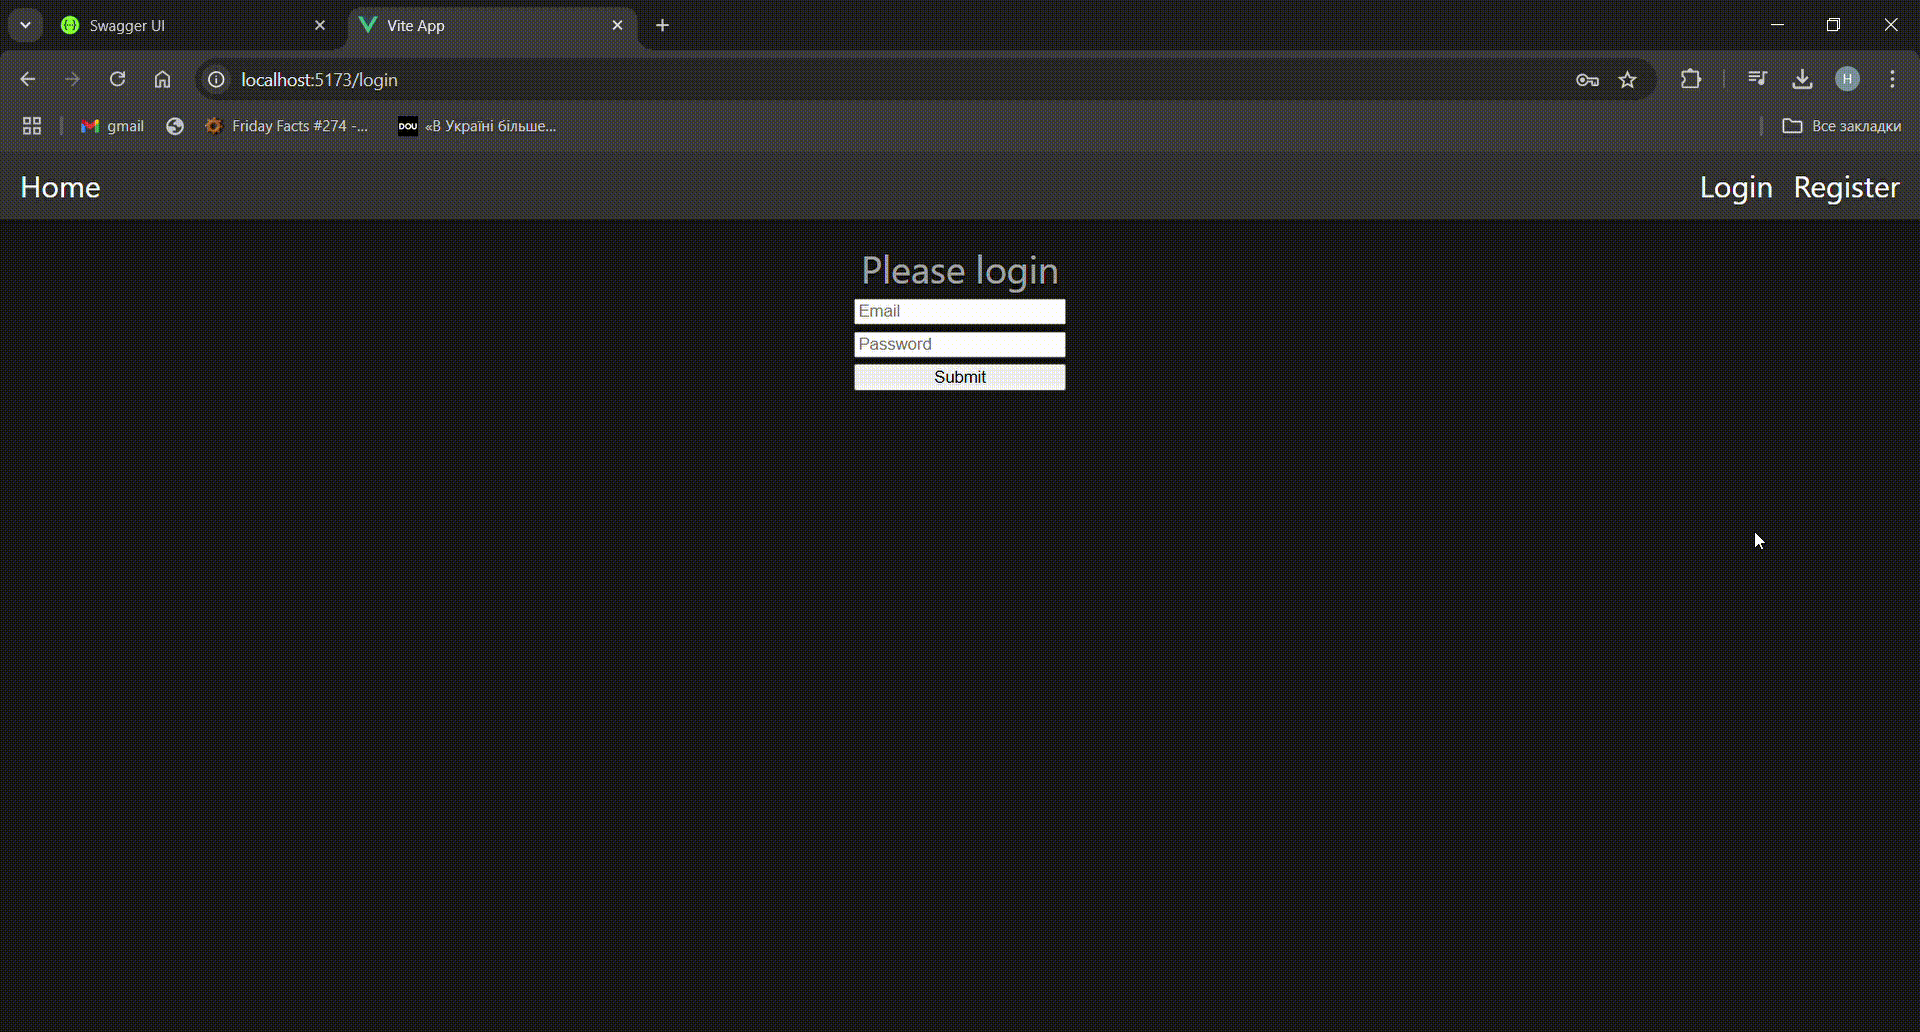 Swagger UI
Vite App
localhost:5173/login
H
gmail
Friday Facts #274 -...
DOU
«В Україні більше...
Все закладки
Home
Login
Register
Please login
Email
Password
Submit